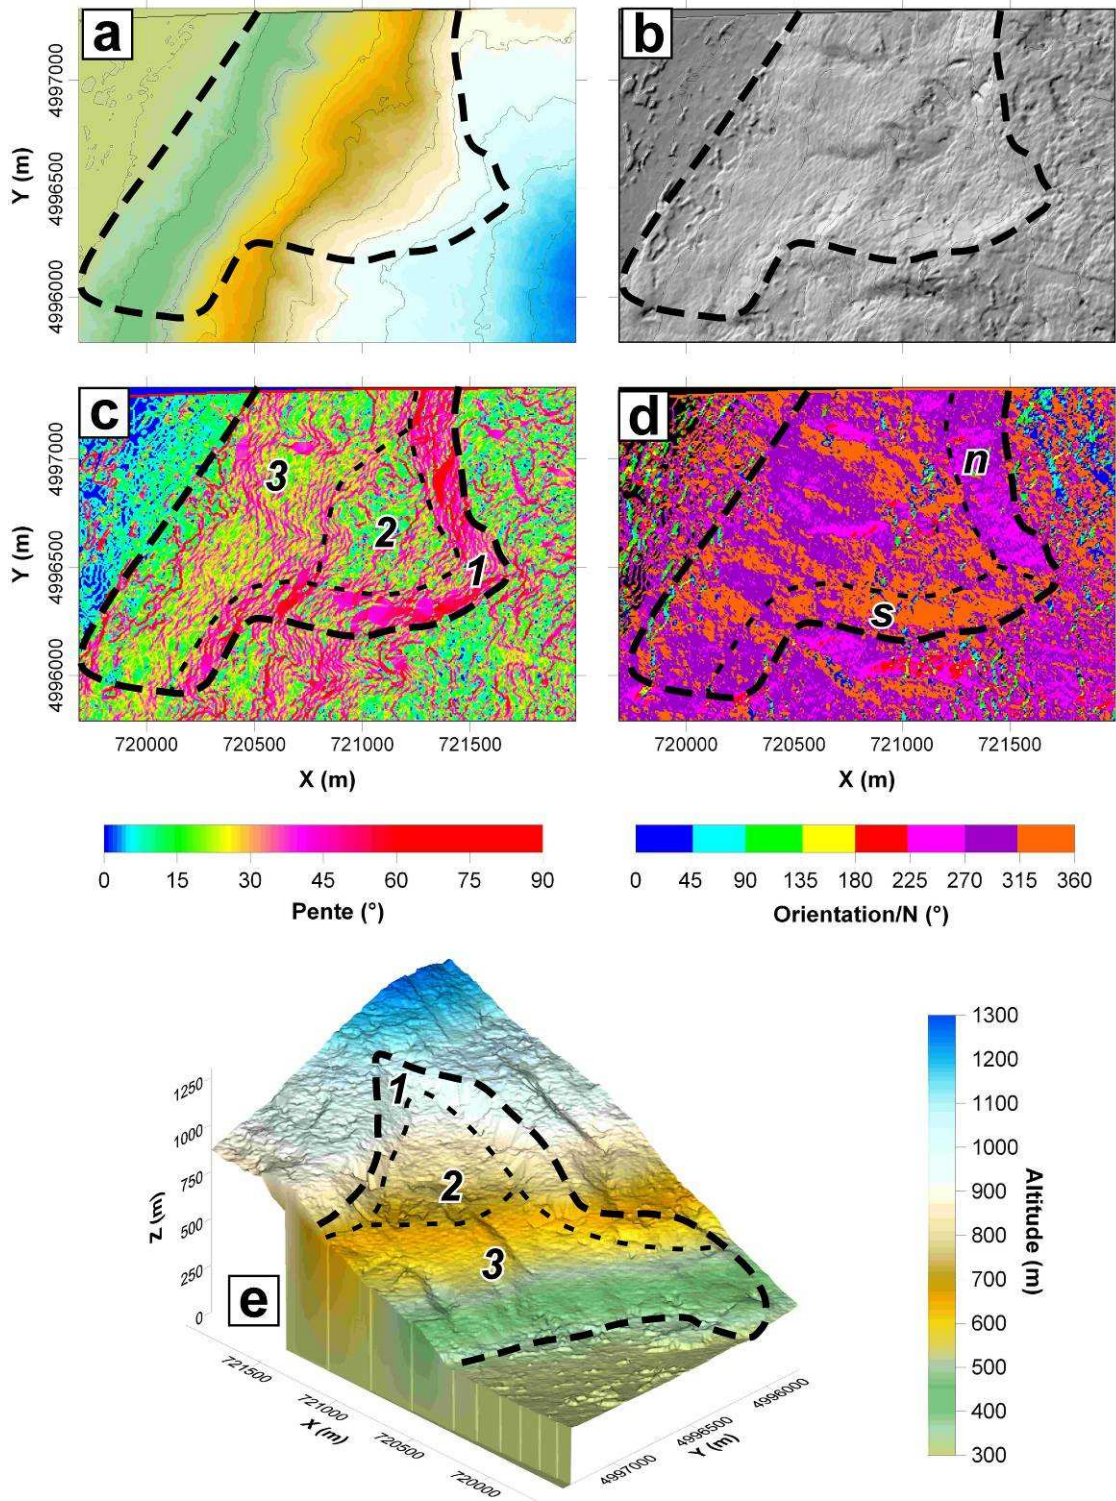 a
b
Y (m)
4997000
4996500
4996000
c
d
3
2
1
n
s
Y (m)
4997000
4996500
4996000
720000 720500 721000 721500
720000 720500 721000 721500
X (m)
X (m)
0 15 30 45 60 75 90
Pente (°)
0 45 90 135 180 225 270 315 360
Orientation/N (°)
e
1
2
3
Z (m)
1250
1000
750
500
250
0
721500
721000
720500
720000
X (m)
4997000
4996500
4996000
Y (m)
1300
1200
1100
1000
900
800
700
600
500
400
300
Altitude (m)